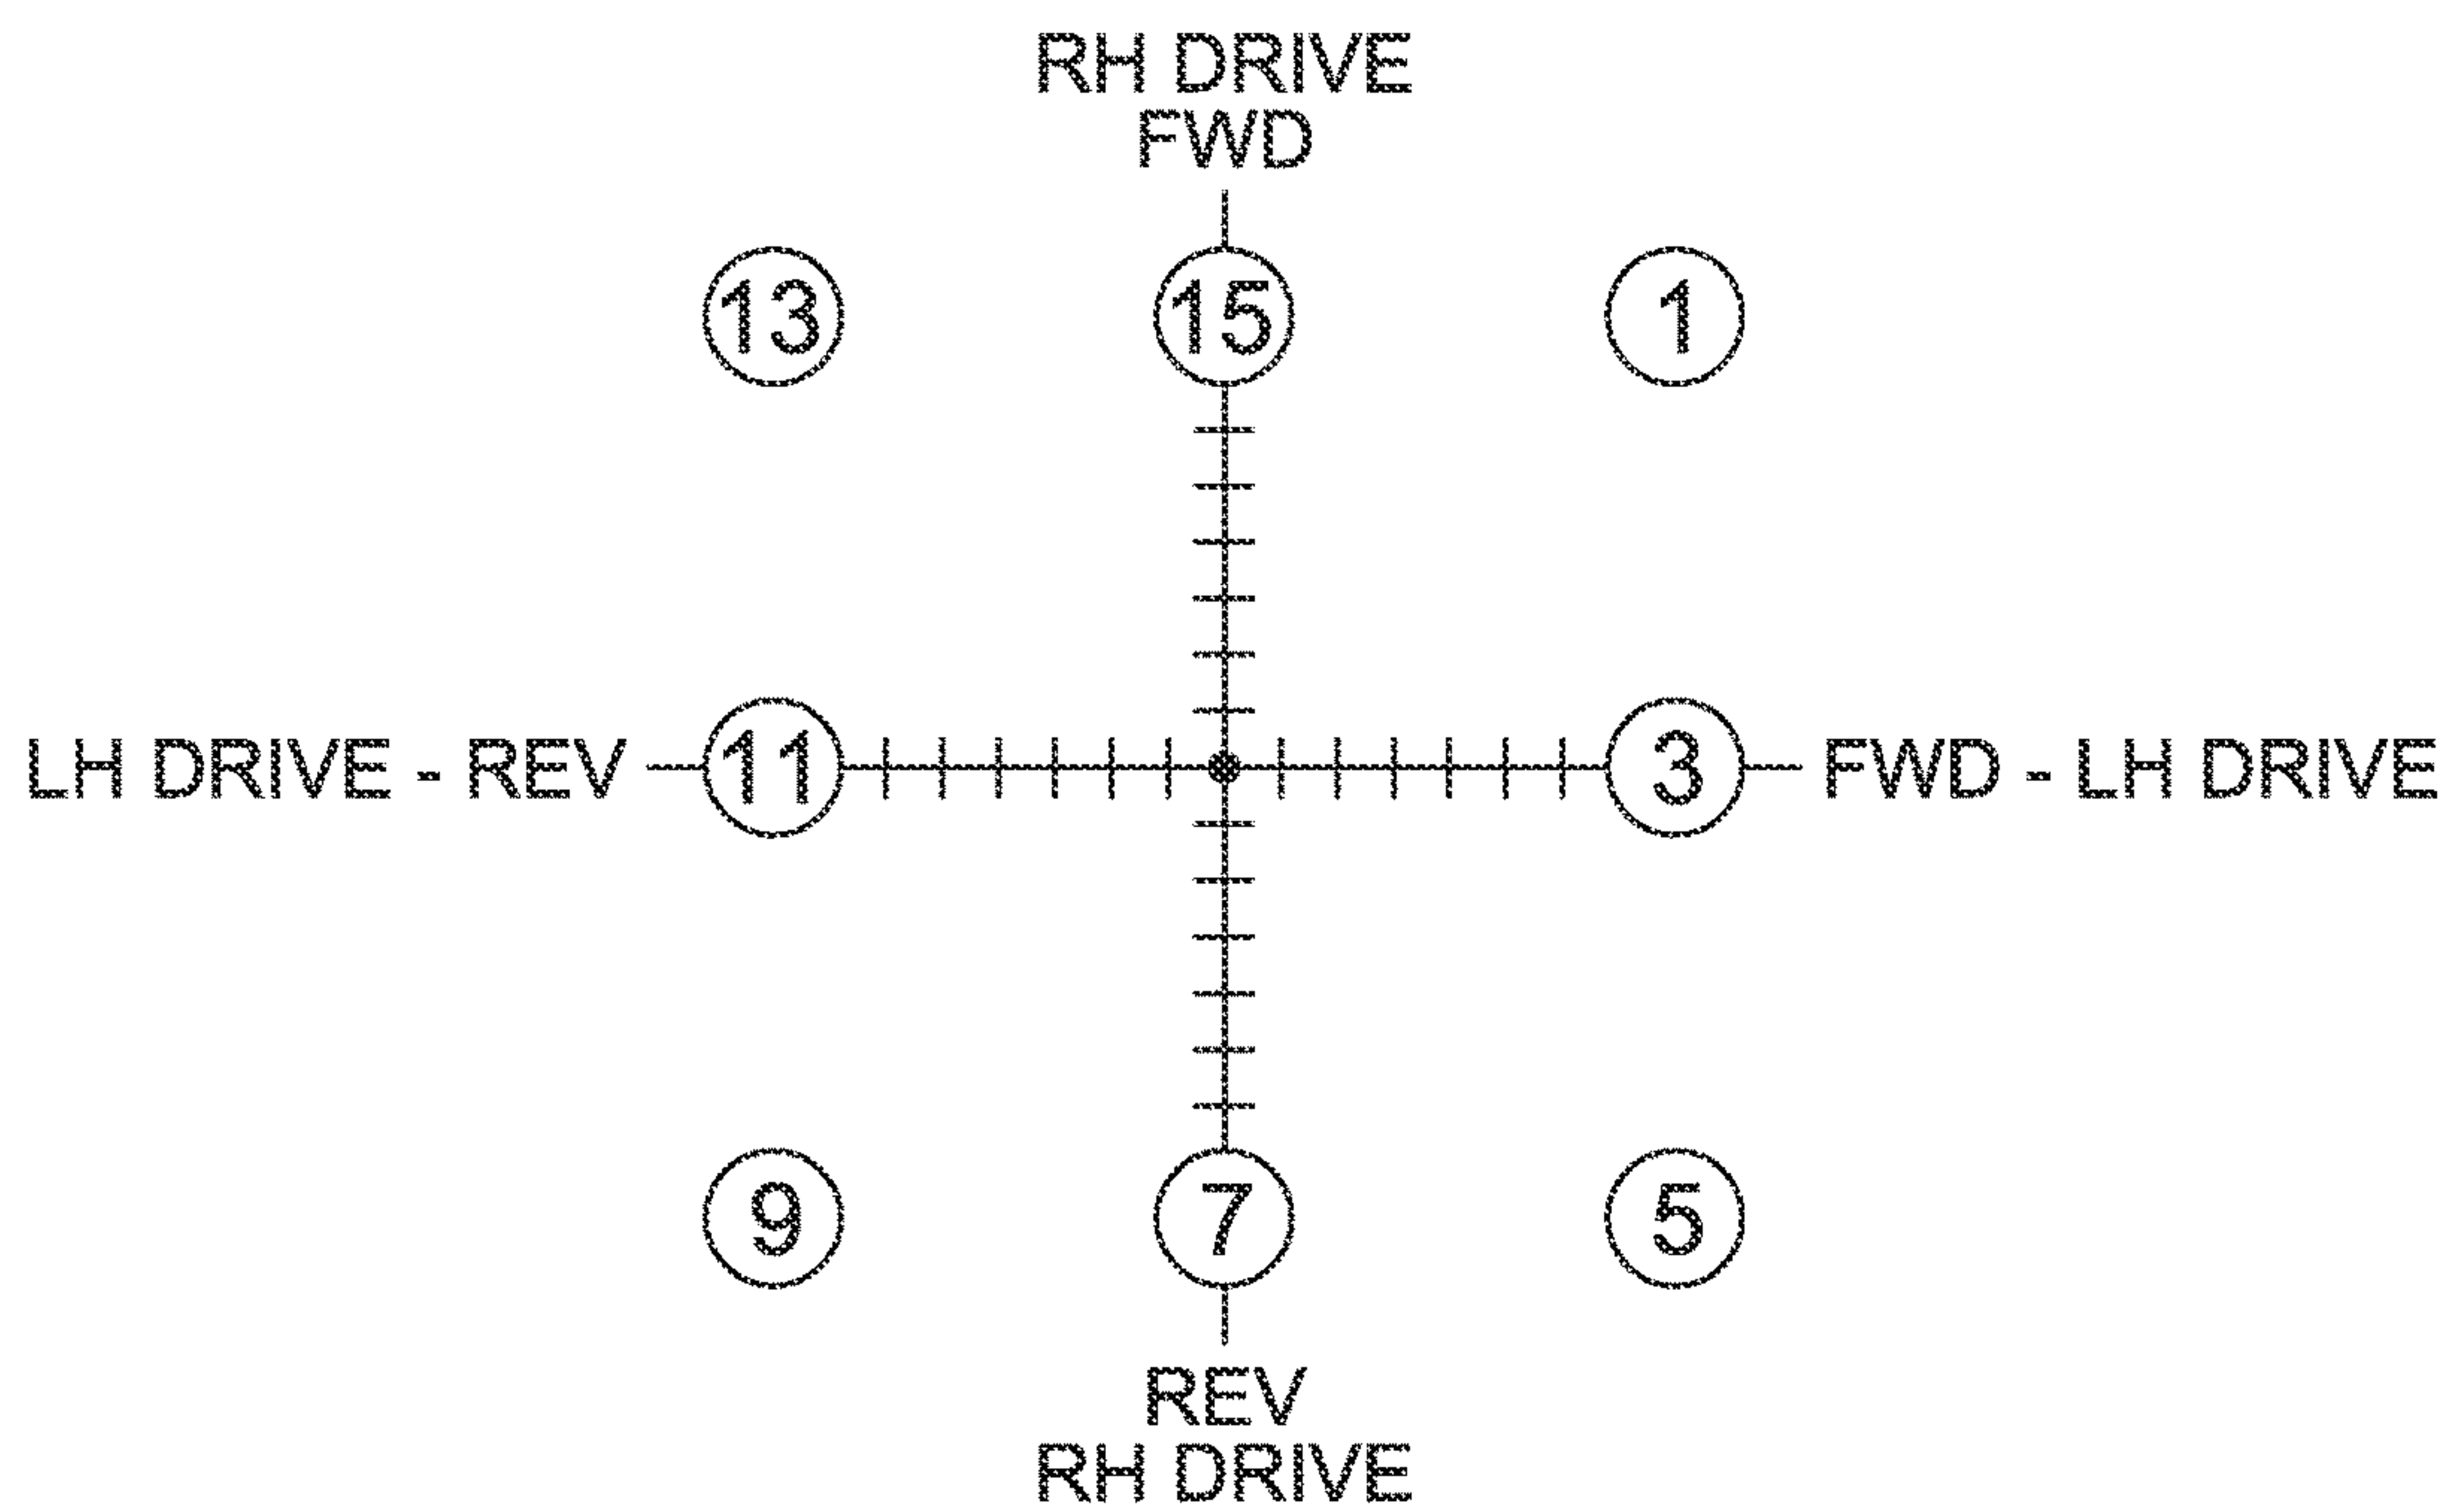 RH DRIVE
FWD
13 15 1
LH DRIVE - REV 11 3 FWD - LH DRIVE
9 7 5
REV
RH DRIVE